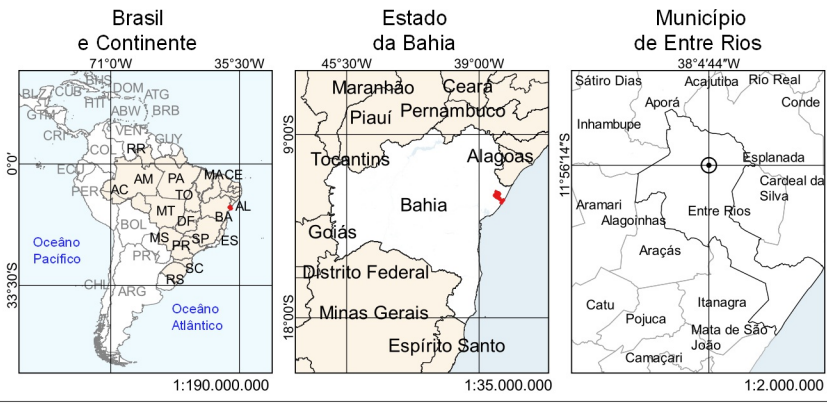 Brasil
e Continente
71°0'W
35°30'W
0°0'
33°30'S
BHS
BLZ
CUB
DOM
HTI
ATG
GTM
ABW
BRB
CRI
VEN
GUY
COL
RR
ECU
AM
PA
MA
CE
PER
AC
TO
AL
MT
DF
BA
BOL
MS
SP
ES
PR
PRY
SC
CHL
RS
ARG
Oceâno
Pacífico
Oceâno
Atlântico
1:190.000.000
Estado
da Bahia
45°30'W
39°00'W
9°00'S
18°00'S
Maranhão
Ceará
Piauí
Pernambuco
Tocantins
Alagoas
Bahia
Goiás
Distrito Federal
Minas Gerais
Espírito Santo
1:35.000.000
Município
de Entre Rios
38°4'44"W
11°56'14"S
Sátiro Dias
Acajutiba
Rio Real
Aporá
Conde
Inhambupe
Esplanada
Cardeal da
Silva
Aramari
Alagoinhas
Entre Rios
Araçás
Catu
Itanagra
Pojuca
Mata de São
João
Camaçari
1:2.000.000